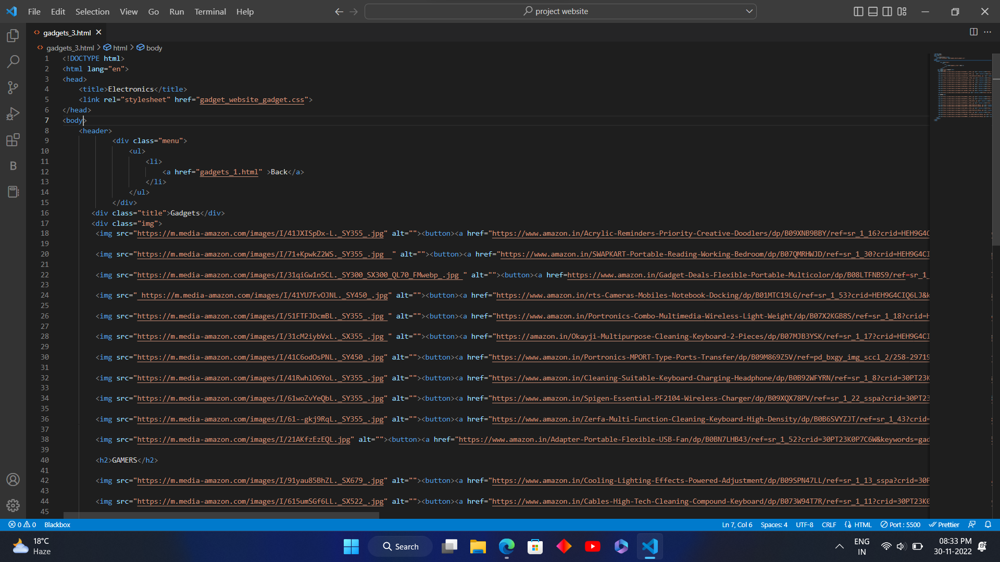 File Edit Selection View Go Run Terminal Help
project website
gadgets_3.html
gadgets_3.html > html > body
1 <!DOCTYPE html>
2 <html lang="en">
3 <head>
4 <title>Electronics</title>
5 <link rel="stylesheet" href="gadget_website_gadget.css">
6 </head>
7 <body>
8 <header>
9 <div class="menu">
10 <ul>
11 <li>
12 <a href="gadgets_1.html" >Back</a>
13 </li>
14 </ul>
15 </div>
16 <div class="title">Gadgets</div>
17 <div class="img">
18 <img src="https://m.media-amazon.com/images/I/41JXISpDx-L._SY355_.jpg" alt=""><button><a href="https://www.amazon.in/Acrylic-Reminders-Priority-Creative-Doodlers/dp/B09XNB9BBY/ref=sr_1_16?crid=HEH9G4C
19
20 <img src="https://m.media-amazon.com/images/I/71+KpwkZ2WS._SY355_.jpg  " alt=""><button><a href="https://www.amazon.in/SWAPKART-Portable-Reading-Working-Bedroom/dp/B07QMRHWJD/ref=sr_1_30?crid=HEH9G4CI
21
22 <img src="https://m.media-amazon.com/images/I/31qiGw1n5CL._SY300_SX300_QL70_FMwebp_.jpg " alt=""><button><a href=https://www.amazon.in/Gadget-Deals-Flexible-Portable-Multicolor/dp/B08LTFNBS9/ref=sr_1_
23
24 <img src=" https://m.media-amazon.com/images/I/41YU7FvOJNL._SY450_.jpg" alt=""><button><a href="https://www.amazon.in/rts-Cameras-Mobiles-Notebook-Docking/dp/B01MTC19LG/ref=sr_1_53?crid=HEH9G4CIQ6LJ&k
25
26 <img src="https://m.media-amazon.com/images/I/51FTFJDcmBL._SY355_.jpg " alt=""><button><a href="https://www.amazon.in/Portronics-Combo-Multimedia-Wireless-Light-Weight/dp/B07X2KGB8S/ref=sr_1_18?crid=H
27
28 <img src="https://m.media-amazon.com/images/I/31cM2iybVxL._SX355_.jpg " alt=""><button><a href="https://amazon.in/Okayji-Multipurpose-Cleaning-Keyboard-2-Pieces/dp/B07MJB3YSK/ref=sr_1_17?crid=HEH9G4CI
29
30 <img src="https://m.media-amazon.com/images/I/41C6odOsPNL._SY450_.jpg" alt=""><button><a href="https://www.amazon.in/Portronics-MPORT-Type-Ports-Transfer/dp/B09M869Z5V/ref=pd_bxgy_img_sccl_2/258-29719
31
32 <img src="https://m.media-amazon.com/images/I/41RwhlO6YoL._SY355_.jpg" alt=""><button><a href="https://www.amazon.in/Cleaning-Suitable-Keyboard-Charging-Headphone/dp/B0B92WFYRN/ref=sr_1_8?crid=30PT23K
33
34 <img src="https://m.media-amazon.com/images/I/61woZvYeQbL._SY355_.jpg" alt=""><button><a href="https://www.amazon.in/Spigen-Essential-PF2104-Wireless-Charger/dp/B09XQX78PV/ref=sr_1_22_sspa?crid=30PT23
35
36 <img src="https://m.media-amazon.com/images/I/61--gkj9RqL._SY355_.jpg" alt=""><button><a href="https://www.amazon.in/Zerfa-Multi-Function-Cleaning-Keyboard-High-Density/dp/B0B6SVYZJT/ref=sr_1_43?crid=
37
38 <img src="https://m.media-amazon.com/images/I/21AKfzEzEQL.jpg" alt=""><button><a href="https://www.amazon.in/Adapter-Portable-Flexible-USB-Fan/dp/B0BN7LHB43/ref=sr_1_52?crid=30PT23K0P7C6W&keywords=gad
39
40 <h2>GAMERS</h2>
41
42 <img src="https://m.media-amazon.com/images/I/91yau85BhZL._SX679_.jpg" alt=""><button><a href="https://www.amazon.in/Cooling-Lighting-Effects-Powered-Adjustment/dp/B09SPN47LL/ref=sr_1_13_sspa?crid=30P
43
44 <img src="https://m.media-amazon.com/images/I/615umSGf6LL._SX522_.jpg" alt=""><button><a href="https://www.amazon.in/Cables-High-Tech-Cleaning-Compound-Keyboard/dp/B073W94T7R/ref=sr_1_11?crid=30PT23K0
45
0 0 Blackbox Ln 7, Col 6 Spaces: 4 UTF-8 CRLF HTML Port : 5500 Prettier
18°C
Haze
Search
ENG
IN
08:33 PM
30-11-2022